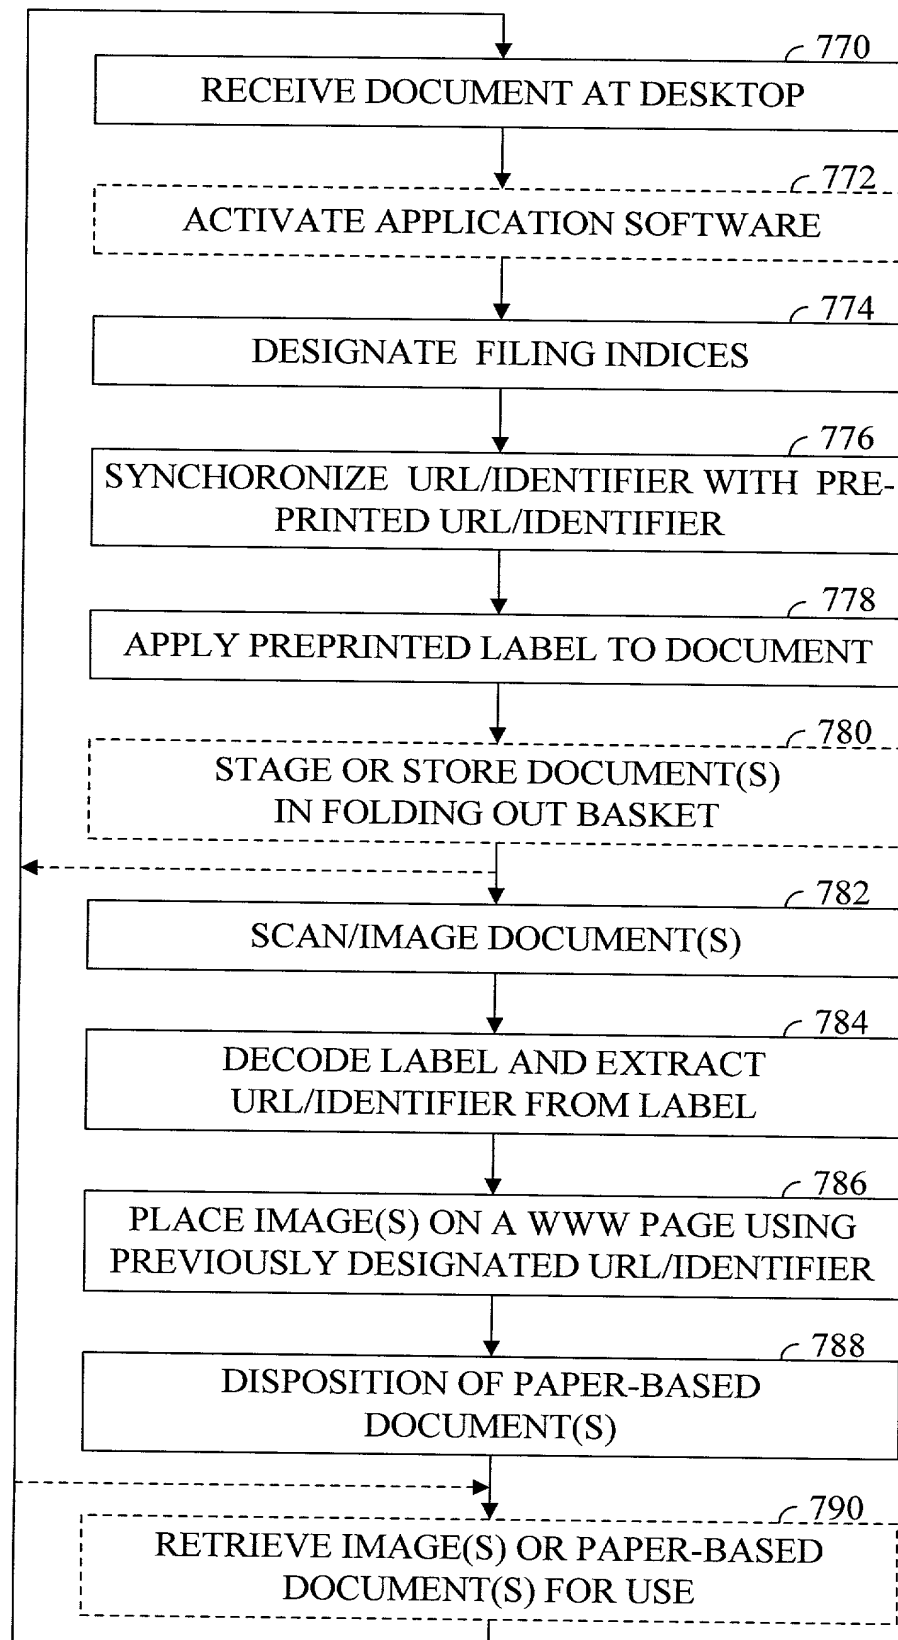 770
RECEIVE DOCUMENT AT DESKTOP
772
ACTIVATE APPLICATION SOFTWARE
774
DESIGNATE FILING INDICES
776
SYNCHORONIZE URL/IDENTIFIER WITH PRE-
PRINTED URL/IDENTIFIER
778
APPLY PREPRINTED LABEL TO DOCUMENT
780
STAGE OR STORE DOCUMENT(S)
IN FOLDING OUT BASKET
782
SCAN/IMAGE DOCUMENT(S)
784
DECODE LABEL AND EXTRACT
URL/IDENTIFIER FROM LABEL
786
PLACE IMAGE(S) ON A WWW PAGE USING
PREVIOUSLY DESIGNATED URL/IDENTIFIER
788
DISPOSITION OF PAPER-BASED
DOCUMENT(S)
790
RETRIEVE IMAGE(S) OR PAPER-BASED
DOCUMENT(S) FOR USE